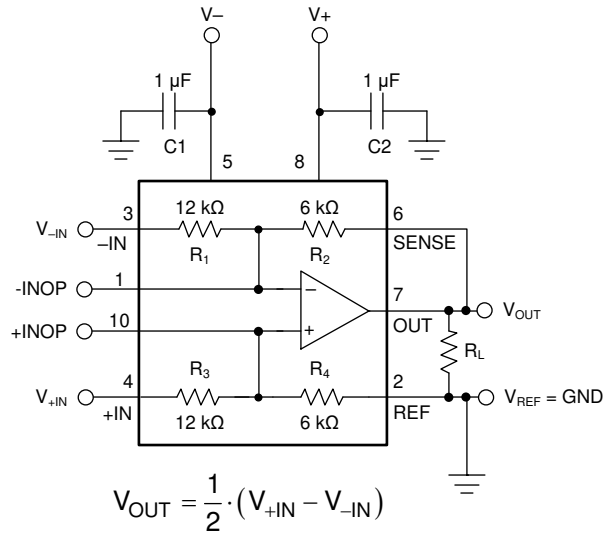 V– V+
1 µF 1 µF
C1 C2
5 8
12 kΩ 6 kΩ
V–IN 3 6
–IN SENSE
R1 R2
-INOP 1
– 7
OUT VOUT
+INOP 10
+
RL
R3 R4
V+IN 4 2
+IN REF VREF = GND
12 kΩ 6 kΩ
VOUT = 1/2 · (V+IN – V–IN)